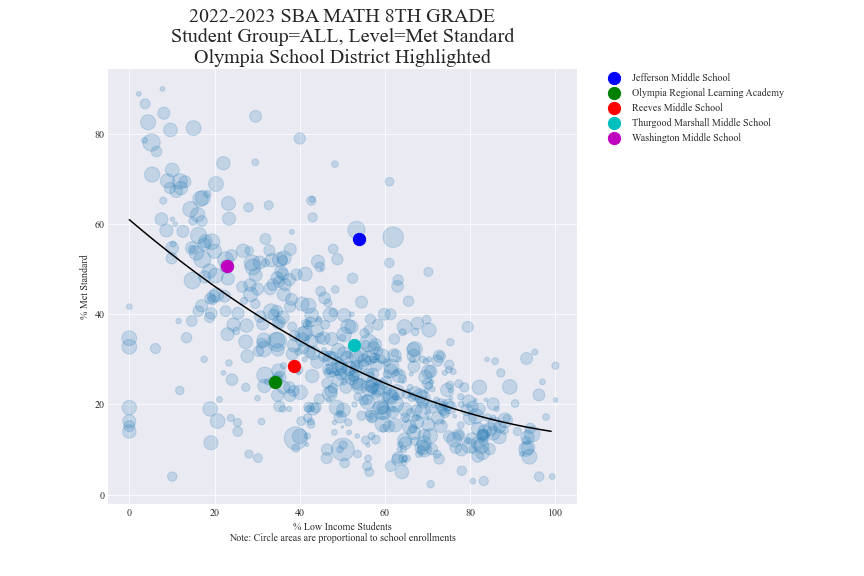 2022-2023 SBA MATH 8TH GRADE
Student Group=ALL, Level=Met Standard
Olympia School District Highlighted
Jefferson Middle School
Olympia Regional Learning Academy
Reeves Middle School
Thurgood Marshall Middle School
Washington Middle School
% Met Standard
80
60
40
20
0
0 20 40 60 80 100
% Low Income Students
Note: Circle areas are proportional to school enrollments